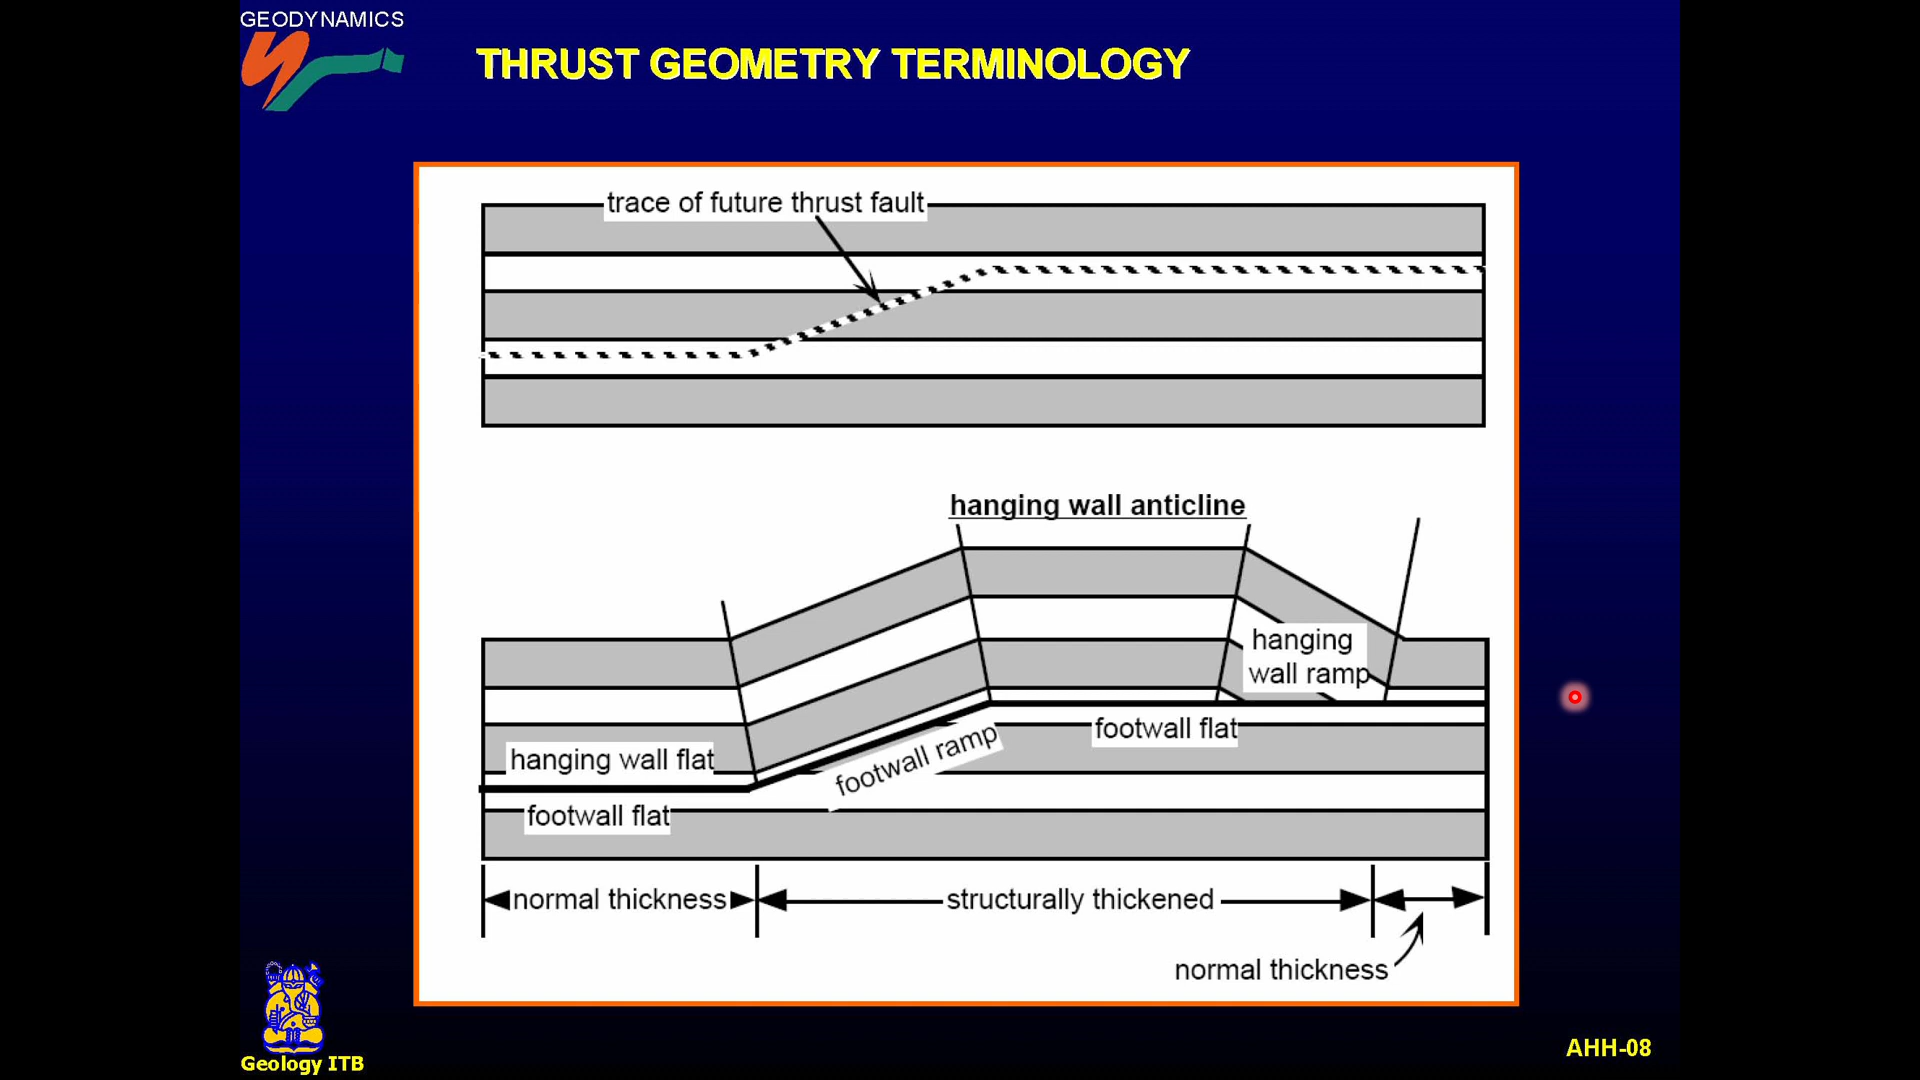 GEODYNAMICS
THRUST GEOMETRY TERMINOLOGY
trace of future thrust fault
hanging wall anticline
hanging
wall ramp
hanging wall flat
footwall flat
footwall ramp
footwall flat
normal thickness
structurally thickened
normal thickness
Geology ITB
AHH-08